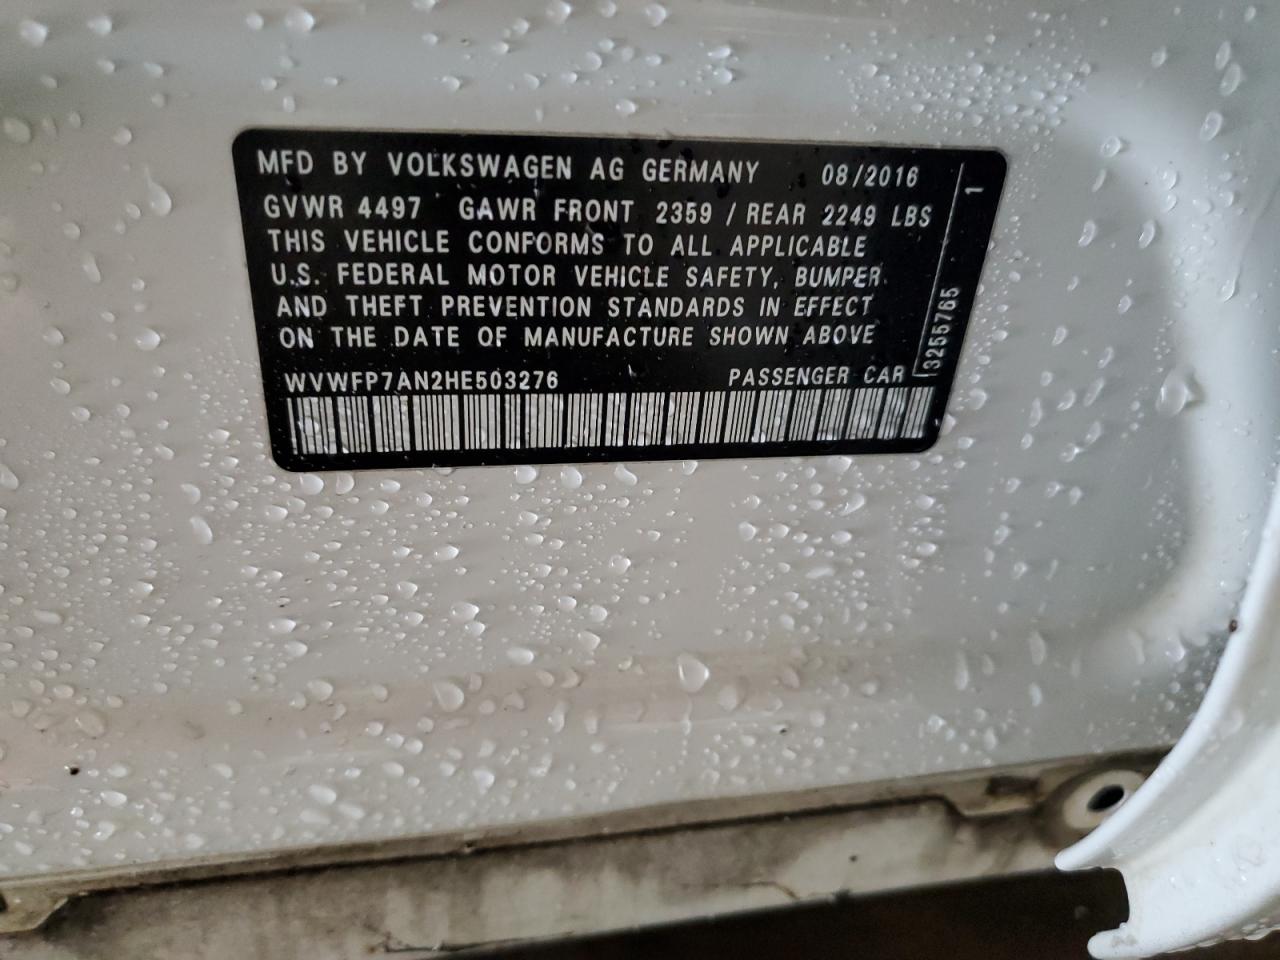 MFD BY VOLKSWAGEN AG GERMANY 08/2016
GVWR 4497 GAWR FRONT 2359 / REAR 2249 LBS
THIS VEHICLE CONFORMS TO ALL APPLICABLE
U.S. FEDERAL MOTOR VEHICLE SAFETY, BUMPER
AND THEFT PREVENTION STANDARDS IN EFFECT
ON THE DATE OF MANUFACTURE SHOWN ABOVE
WVWFP7AN2HE503276 PASSENGER CAR
3255765 1